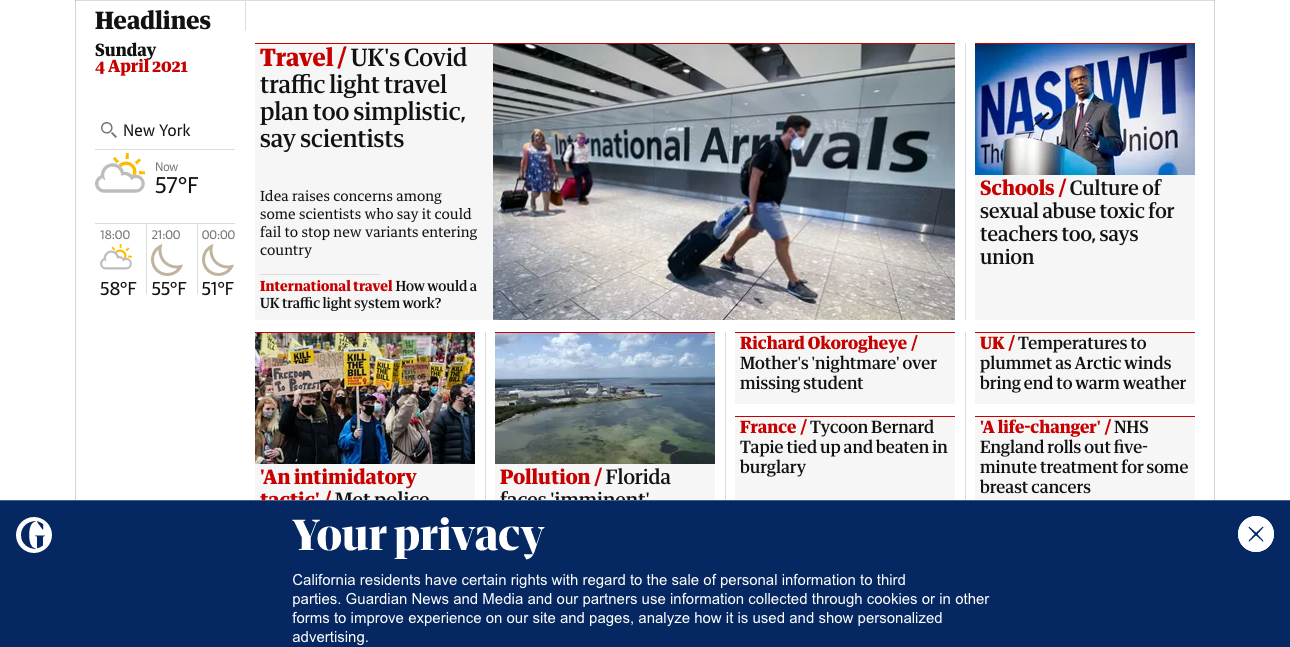 Headlines
Sunday
4 April 2021
New York
Now
57°F
18:00
21:00
00:00
58°F
55°F
51°F
Travel / UK's Covid
traffic light travel
plan too simplistic,
say scientists
Idea raises concerns among
some scientists who say it could
fail to stop new variants entering
country
International travel How would a
UK traffic light system work?
International Arrivals
NASUWT
The
Union
Schools / Culture of
sexual abuse toxic for
teachers too, says
union
KILL
THE
FREEDOM
TO PROTEST
KILL
THE
BILL
'An intimidatory
tactic' / Met police
Pollution / Florida
faces 'imminent'
Richard Okorogheye /
Mother's 'nightmare' over
missing student
France / Tycoon Bernard
Tapie tied up and beaten in
burglary
UK / Temperatures to
plummet as Arctic winds
bring end to warm weather
'A life-changer' / NHS
England rolls out five-
minute treatment for some
breast cancers
Your privacy
California residents have certain rights with regard to the sale of personal information to third
parties. Guardian News and Media and our partners use information collected through cookies or in other
forms to improve experience on our site and pages, analyze how it is used and show personalized
advertising.